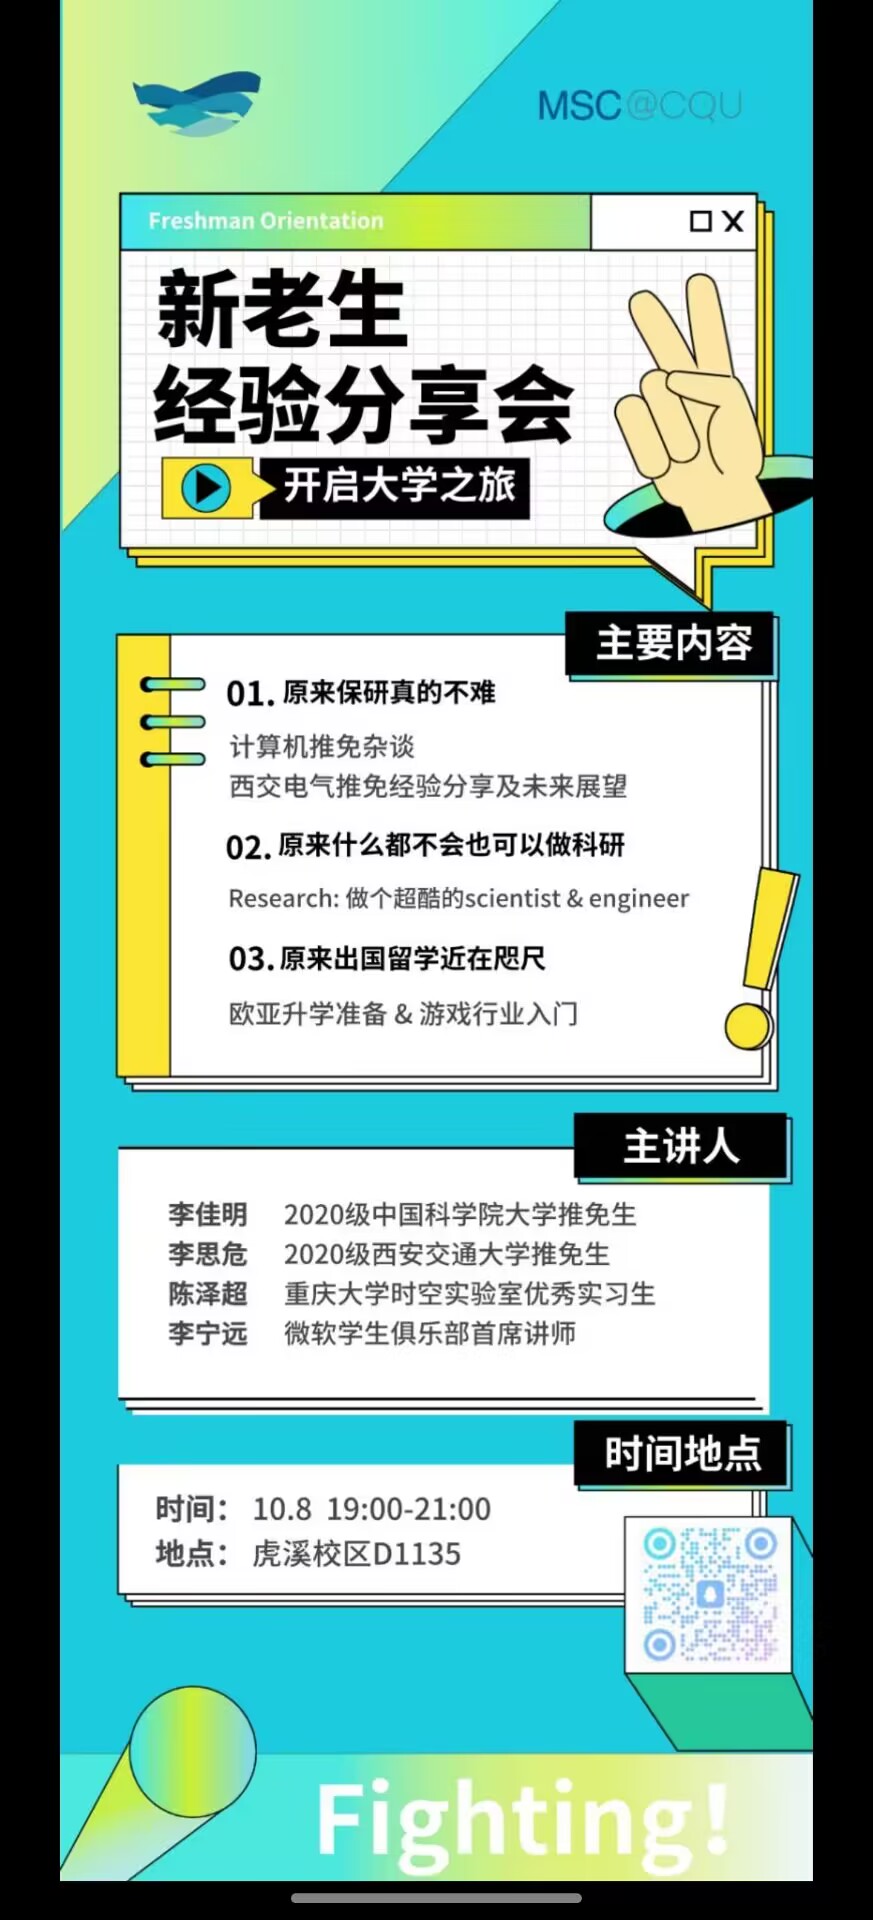 MSC@CQU
Freshman Orientation
新老生
经验分享会
开启大学之旅
主要内容
01. 原来保研真的不难
计算机推免杂谈
西交电气推免经验分享及未来展望
02. 原来什么都不会也可以做科研
Research: 做个超酷的scientist & engineer
03. 原来出国留学近在咫尺
欧亚升学准备 & 游戏行业入门
主讲人
李佳明 2020级中国科学院大学推免生
李思危 2020级西安交通大学推免生
陈泽超 重庆大学时空实验室优秀实习生
李宁远 微软学生俱乐部首席讲师
时间地点
时间： 10.8 19:00-21:00
地点： 虎溪校区D1135
Fighting!